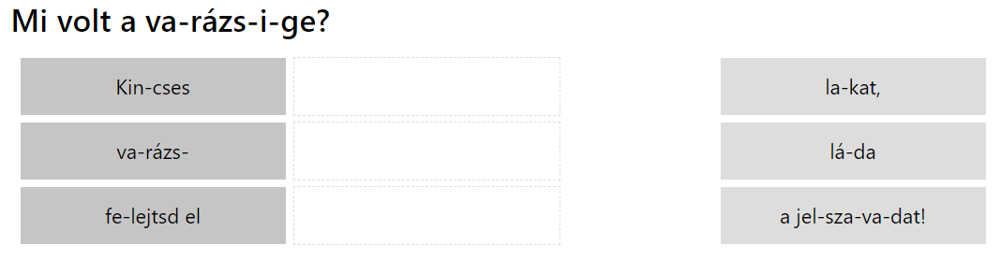 Mi volt a va-rázs-i-ge?
Kin-cses
la-kat,
va-rázs-
lá-da
fe-lejtsd el
a jel-sza-va-dat!